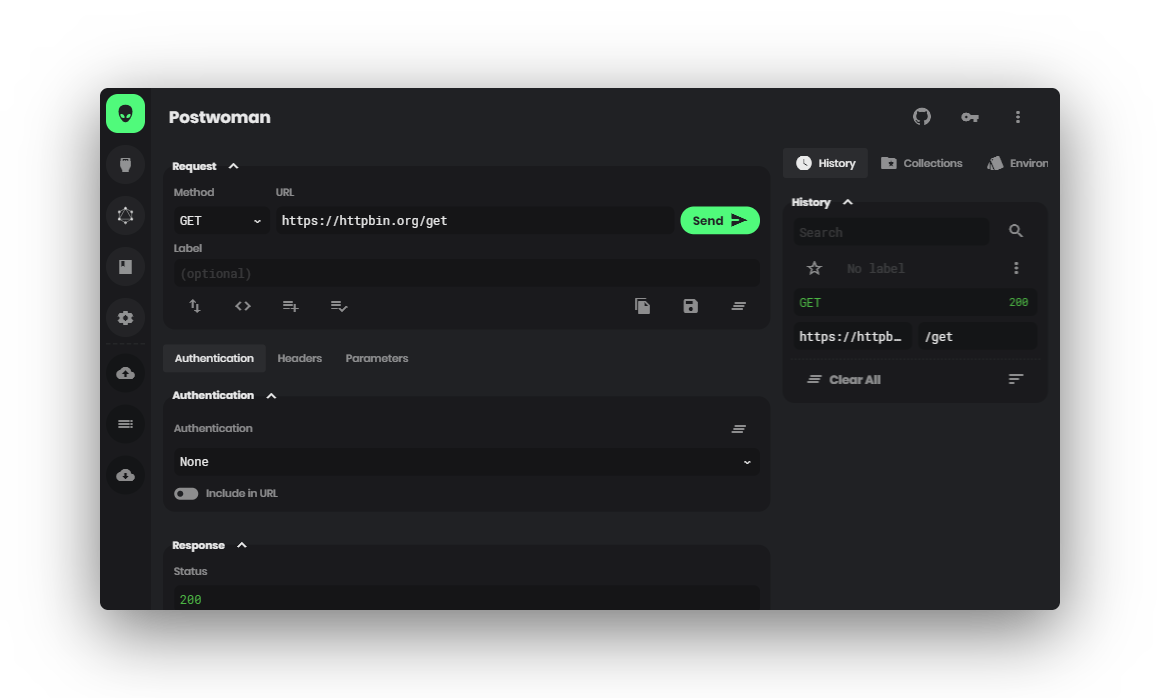 Postwoman
Request
Method URL
GET https://httpbin.org/get Send
Label
(optional)
Authentication Headers Parameters
Authentication
Authentication
None
Include in URL
Response
Status
200
History Collections Environ
History
Search
No label
GET 200
https://httpb… /get
Clear All